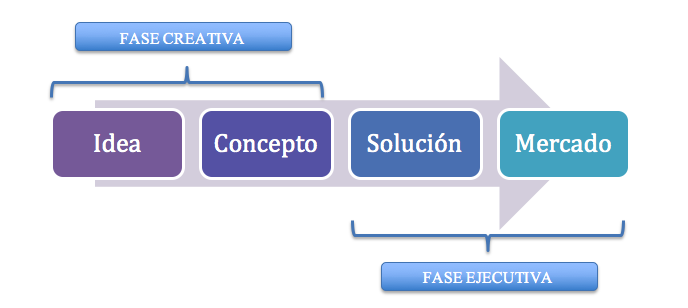 FASE CREATIVA
Idea
Concepto
Solución
Mercado
FASE EJECUTIVA